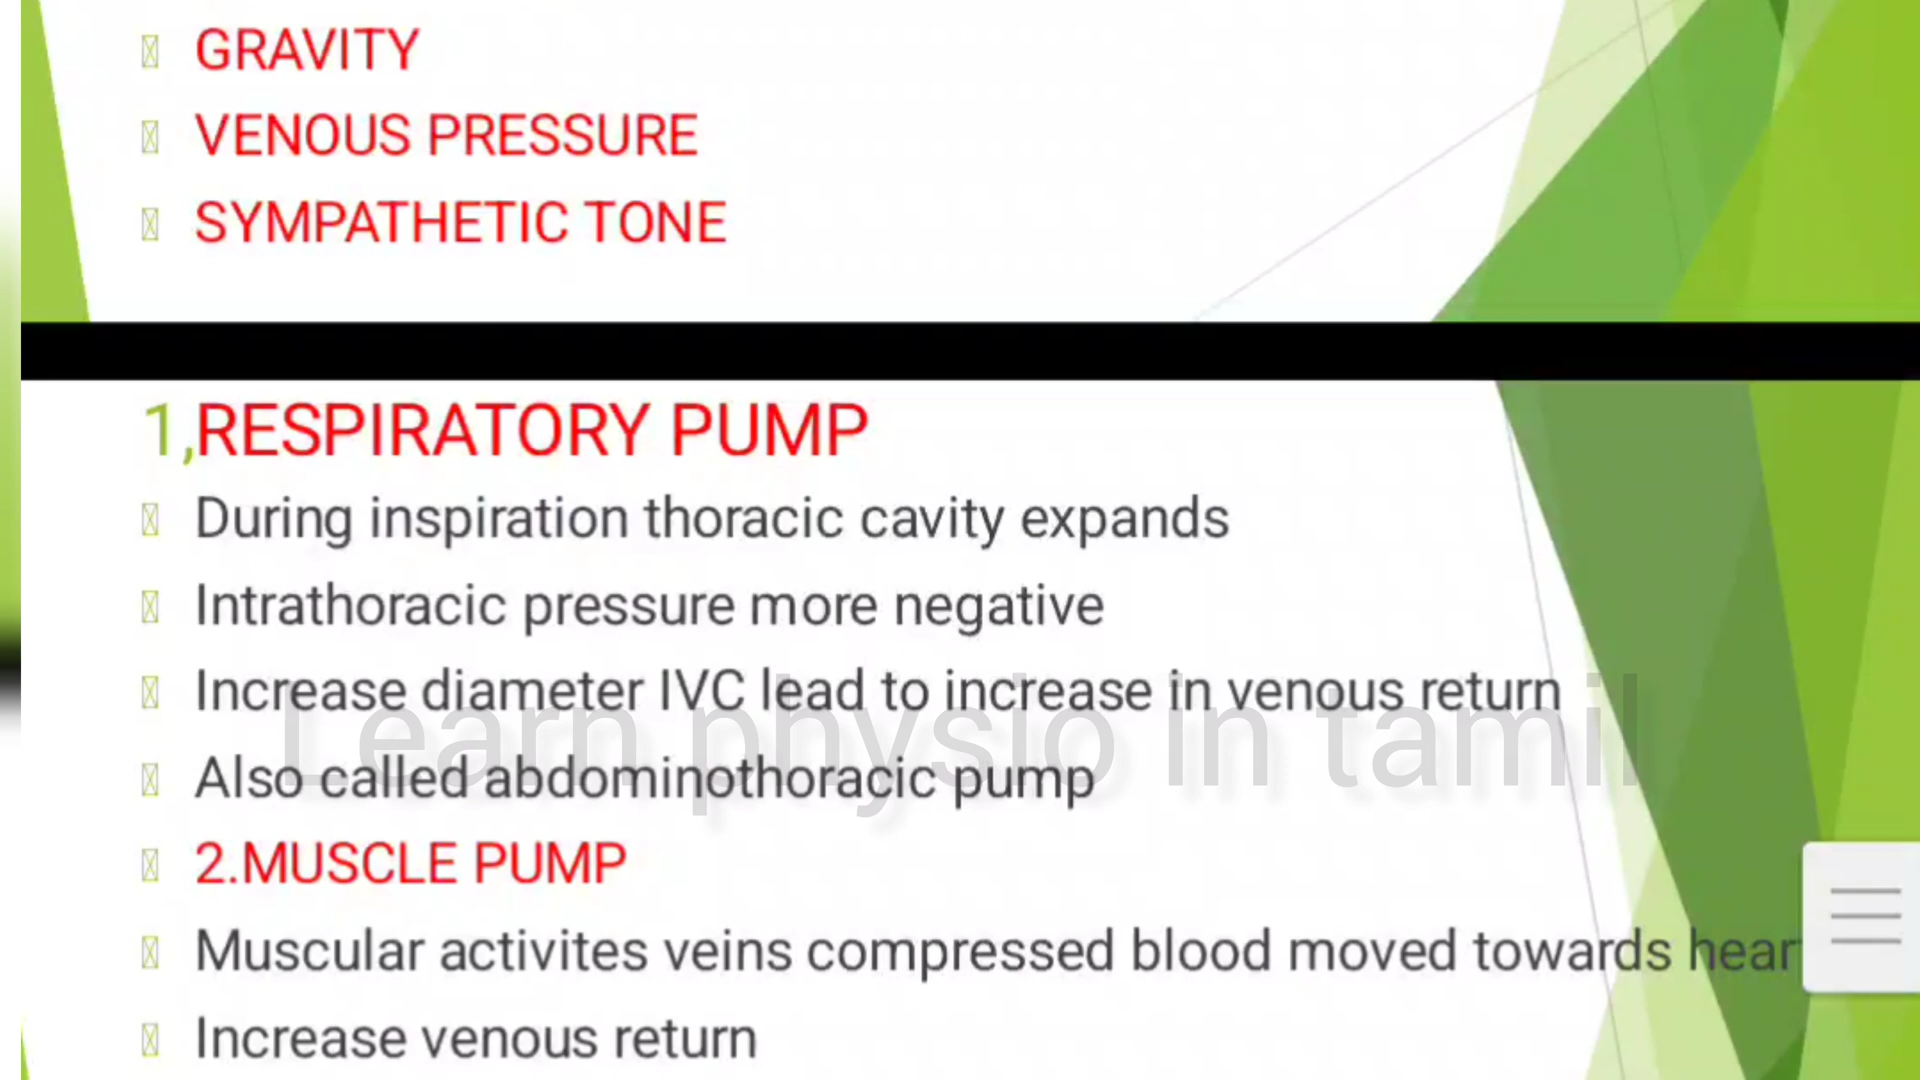 GRAVITY
VENOUS PRESSURE
SYMPATHETIC TONE
1,RESPIRATORY PUMP
During inspiration thoracic cavity expands
Intrathoracic pressure more negative
Increase diameter IVC lead to increase in venous return
Learn physio in tamil
Also called abdominothoracic pump
2.MUSCLE PUMP
Muscular activites veins compressed blood moved towards hear
Increase venous return